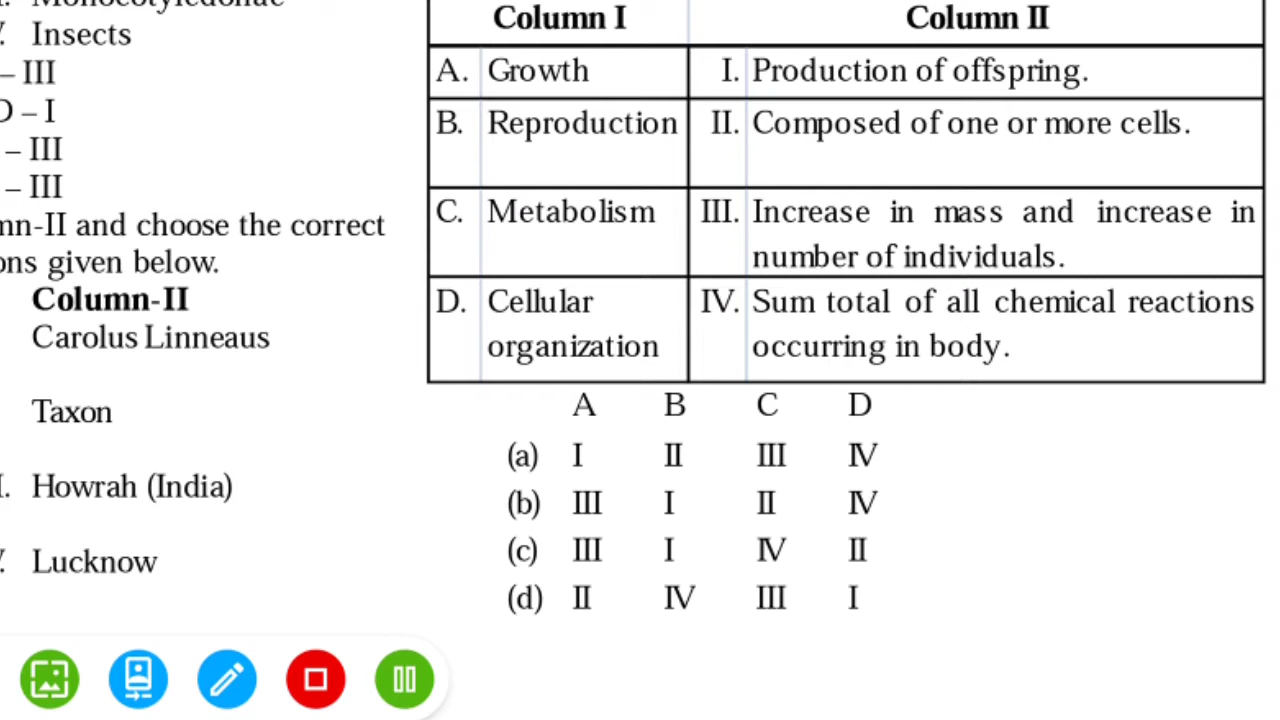 Insects
– III
D – I
– III
– III
mn-II and choose the correct
ons given below.
Column-II
Carolus Linneaus
Taxon
I. Howrah (India)
Lucknow
Column I Column II
A. Growth I. Production of offspring.
B. Reproduction II. Composed of one or more cells.
C. Metabolism III. Increase in mass and increase in
number of individuals.
D. Cellular IV. Sum total of all chemical reactions
organization occurring in body.
A B C D
(a) I II III IV
(b) III I II IV
(c) III I IV II
(d) II IV III I